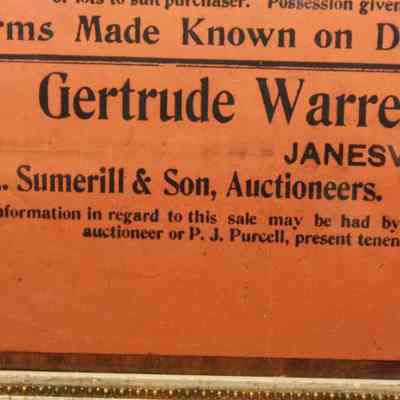 or lots to suit purchaser. Possession given
rms Made Known on D
Gertrude Warre
JANESV
. Sumerill & Son, Auctioneers.
nformation in regard to this sale may be had by
auctioneer or P. J. Purcell, present tenen